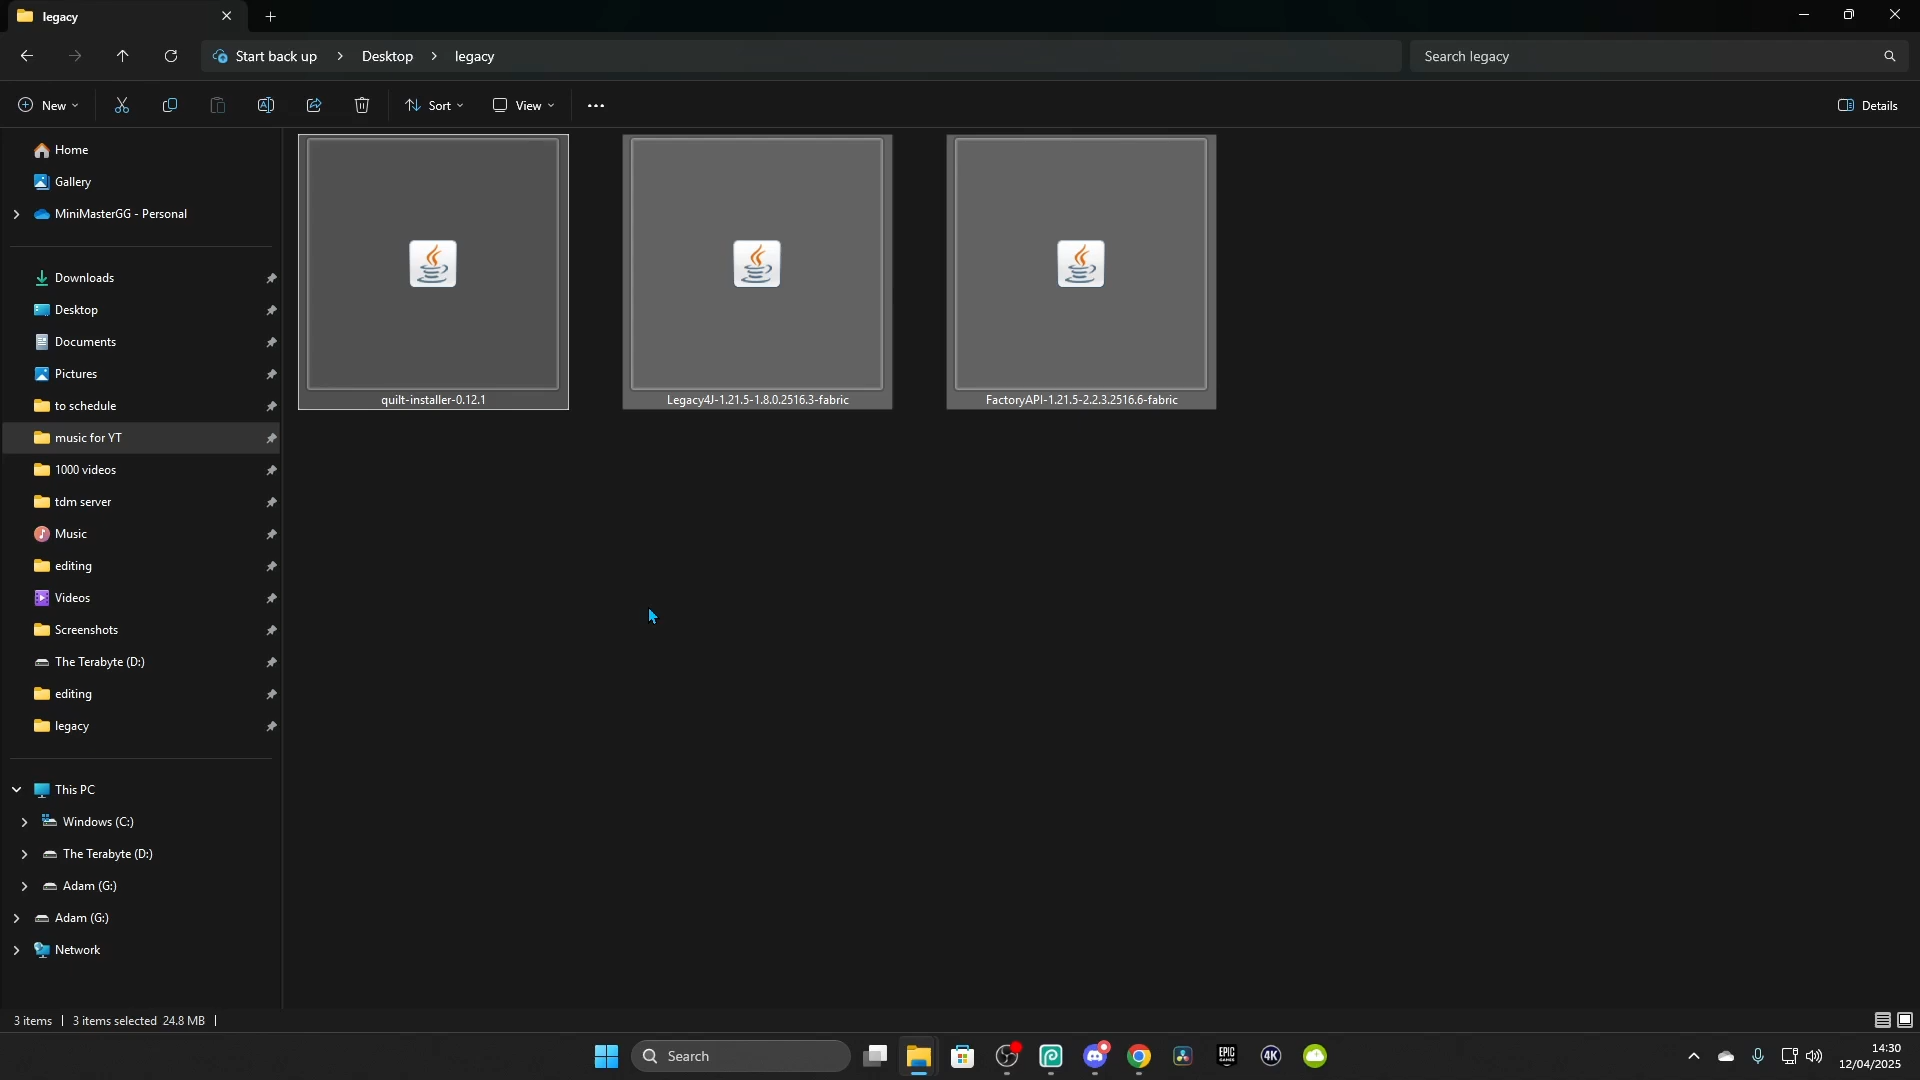 legacy
Start back up
Desktop
legacy
Search legacy
New
Sort
View
Details
Home
Gallery
MiniMasterGG - Personal
Downloads
Desktop
Documents
Pictures
to schedule
music for YT
1000 videos
tdm server
Music
editing
Videos
Screenshots
The Terabyte (D:)
editing
legacy
This PC
Windows (C:)
The Terabyte (D:)
Adam (G:)
Adam (G:)
Network
quilt-installer-0.12.1
Legacy4J-1.21.5-1.8.0.2516.3-fabric
FactoryAPI-1.21.5-2.2.3.2516.6-fabric
3 items
3 items selected 24.8 MB
Search
EPIC
GAMES
4K
14:30
12/04/2025